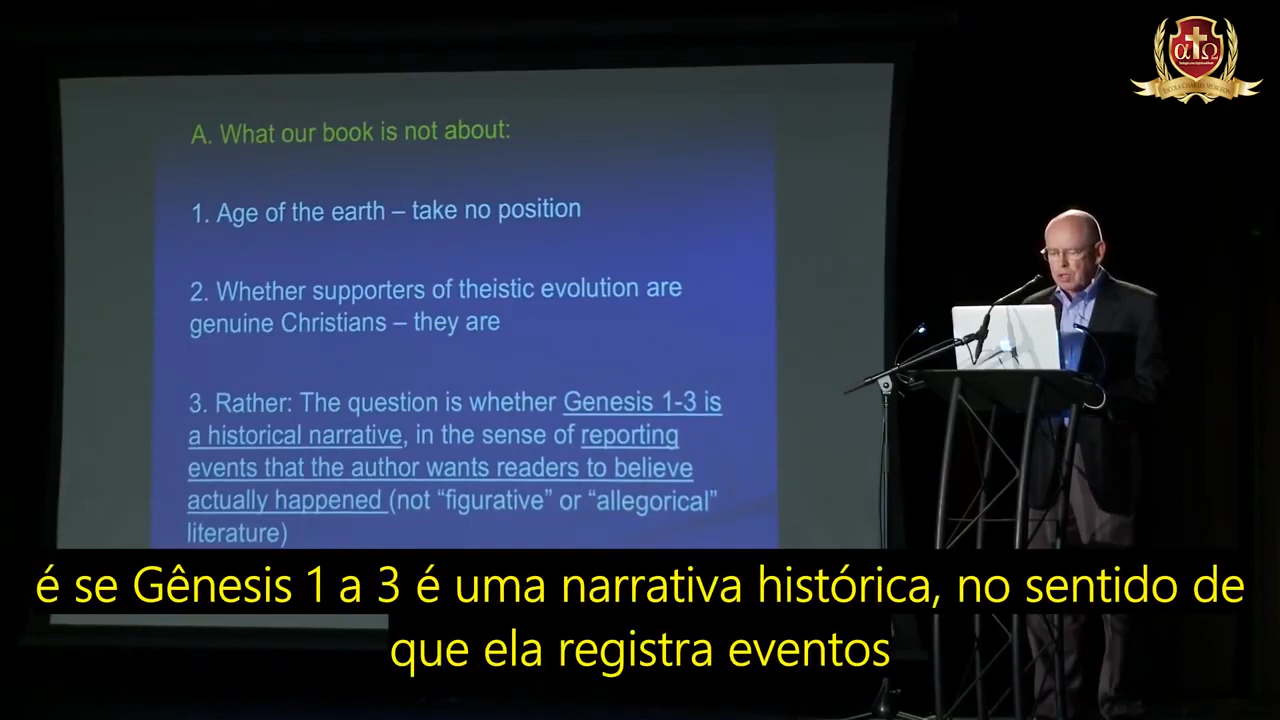 A. What our book is not about:
1. Age of the earth – take no position
2. Whether supporters of theistic evolution are
genuine Christians – they are
3. Rather: The question is whether Genesis 1-3 is
a historical narrative, in the sense of reporting
events that the author wants readers to believe
actually happened (not “figurative” or “allegorical”
literature)
α Ω
ESCOLA CHARLES SPURGEON
é se Gênesis 1 a 3 é uma narrativa histórica, no sentido de
que ela registra eventos